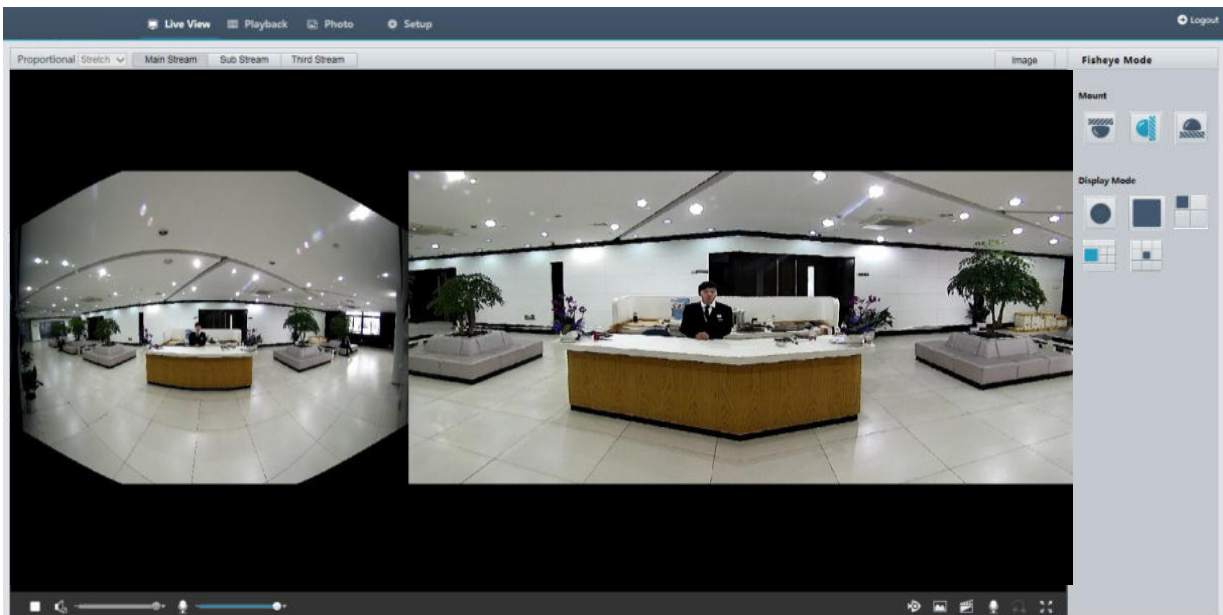 Live View Playback Photo Setup Logout
Proportional Stretch Main Stream Sub Stream Third Stream Image Fisheye Mode
Mount
Display Mode